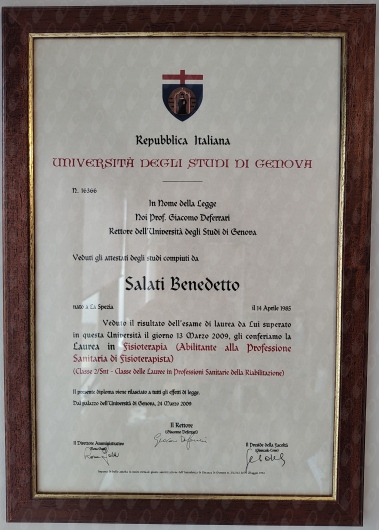 Repubblica Italiana
UNIVERSITÀ DEGLI STUDI DI GENOVA
N. 16366
In Nome della Legge
Noi Prof. Giacomo Deferrari
Rettore dell'Università degli Studi di Genova
Veduti gli attestati degli studi compiuti da
Salati Benedetto
nato a La Spezia il 14 Aprile 1985
Veduto il risultato dell'esame di laurea da Lui superato
in questa Università il giorno 13 Marzo 2009, gli conferiamo la
Laurea in Fisioterapia (Abilitante alla Professione
Sanitaria di Fisioterapista)
(Classe 2/Snt - Classe delle Lauree in Professioni Sanitarie della Riabilitazione)
Il presente diploma viene rilasciato a tutti gli effetti di legge.
Dal palazzo dell'Università di Genova, 24 Marzo 2009
Il Rettore
(Giacomo Deferrari)
Il Direttore Amministrativo
Il Preside della Facoltà